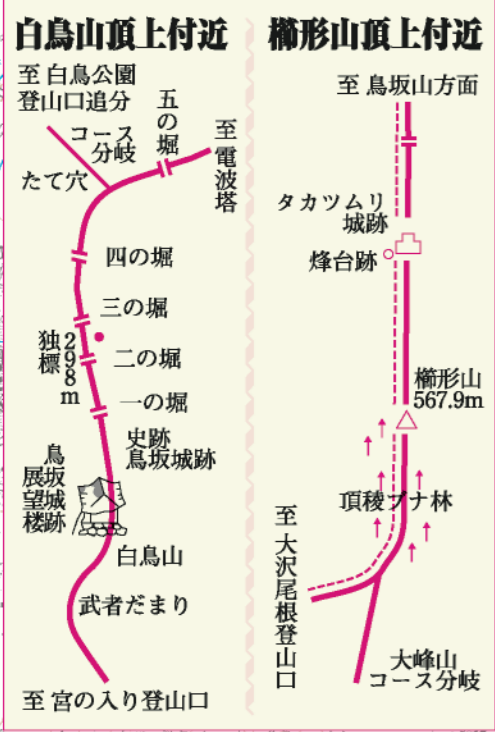 白鳥山頂上付近
至 白鳥公園
登山口追分
コース
分岐
五の堀
至 電波塔
たて穴
四の堀
三の堀
独標
298m
二の堀
一の堀
史跡
鳥坂城跡
鳥坂城跡
展望楼
白鳥山
武者だまり
至 宮の入り登山口
櫛形山頂上付近
至 鳥坂山方面
タカツムリ
城跡
烽台跡
櫛形山
567.9m
頂稜ブナ林
至 大沢尾根登山口
大峰山
コース分岐